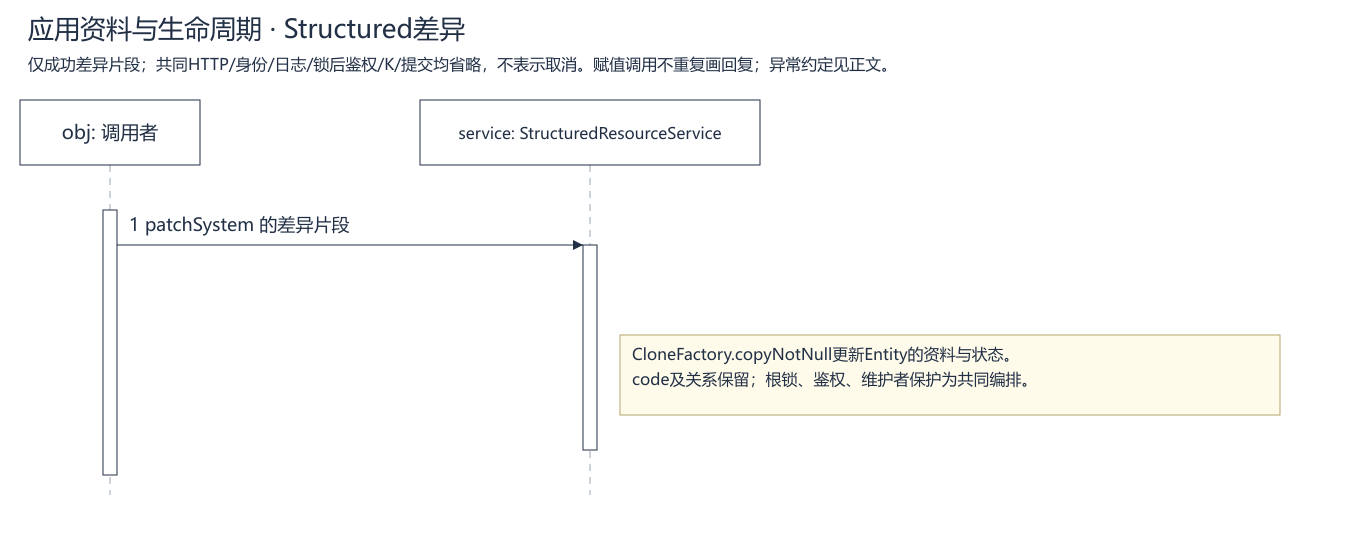 应用资料与生命周期 · Structured差异
仅成功差异片段；共同HTTP/身份/日志/锁后鉴权/K/提交均省略，不表示取消。赋值调用不重复画回复；异常约定见正文。
obj: 调用者
service: StructuredResourceService
1 patchSystem 的差异片段
CloneFactory.copyNotNull更新Entity的资料与状态。
code及关系保留；根锁、鉴权、维护者保护为共同编排。